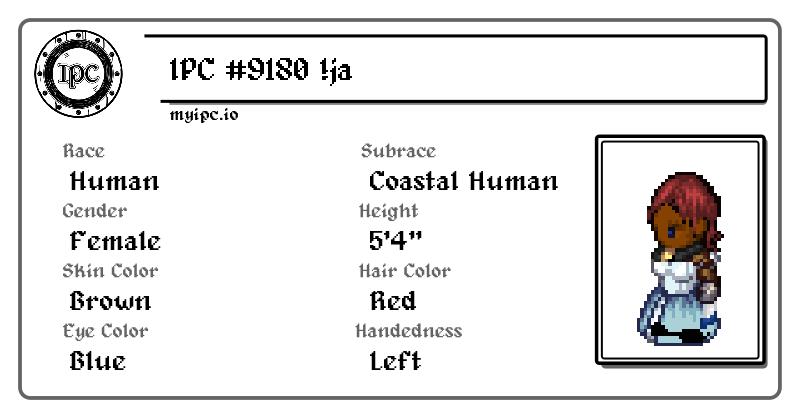 IPC
IPC #9180 !ja
myipc.io
Race
Human
Subrace
Coastal Human
Gender
Female
Height
5'4"
Skin Color
Brown
Hair Color
Red
Eye Color
Blue
Handedness
Left